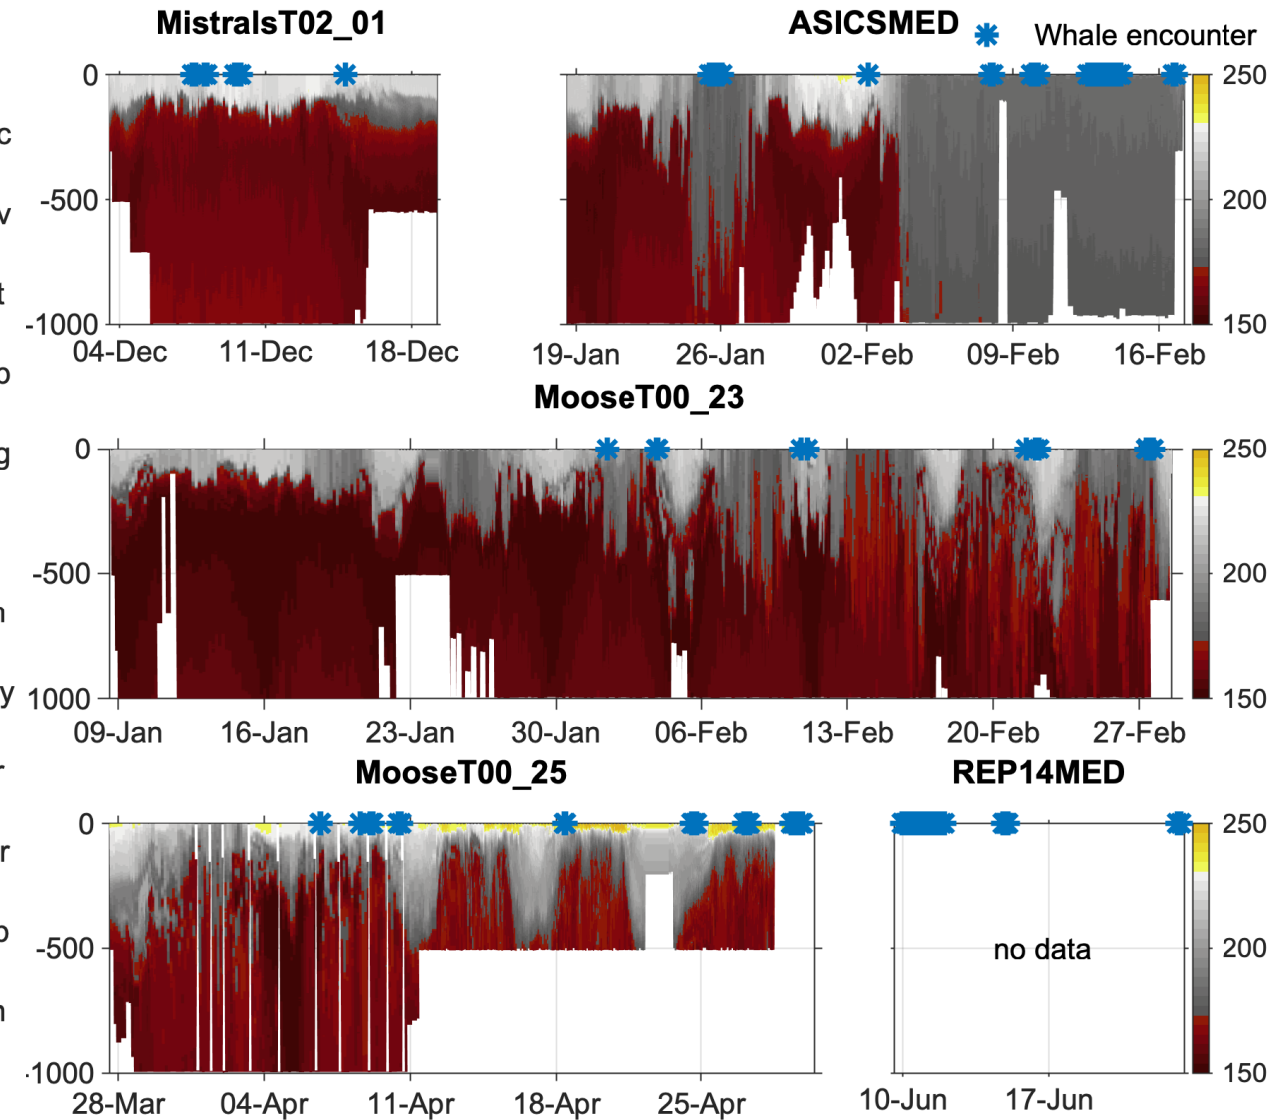 MistralsT02_01
ASICSMED
Whale encounter
0
-500
-1000
04-Dec 11-Dec 18-Dec
19-Jan 26-Jan 02-Feb 09-Feb 16-Feb
250
200
150
MooseT00_23
0
-500
1000
09-Jan 16-Jan 23-Jan 30-Jan 06-Feb 13-Feb 20-Feb 27-Feb
250
200
150
MooseT00_25
REP14MED
0
-500
-1000
28-Mar 04-Apr 11-Apr 18-Apr 25-Apr
no data
10-Jun 17-Jun
250
200
150
c
v
t
o
g
n
y
r
r
o
n